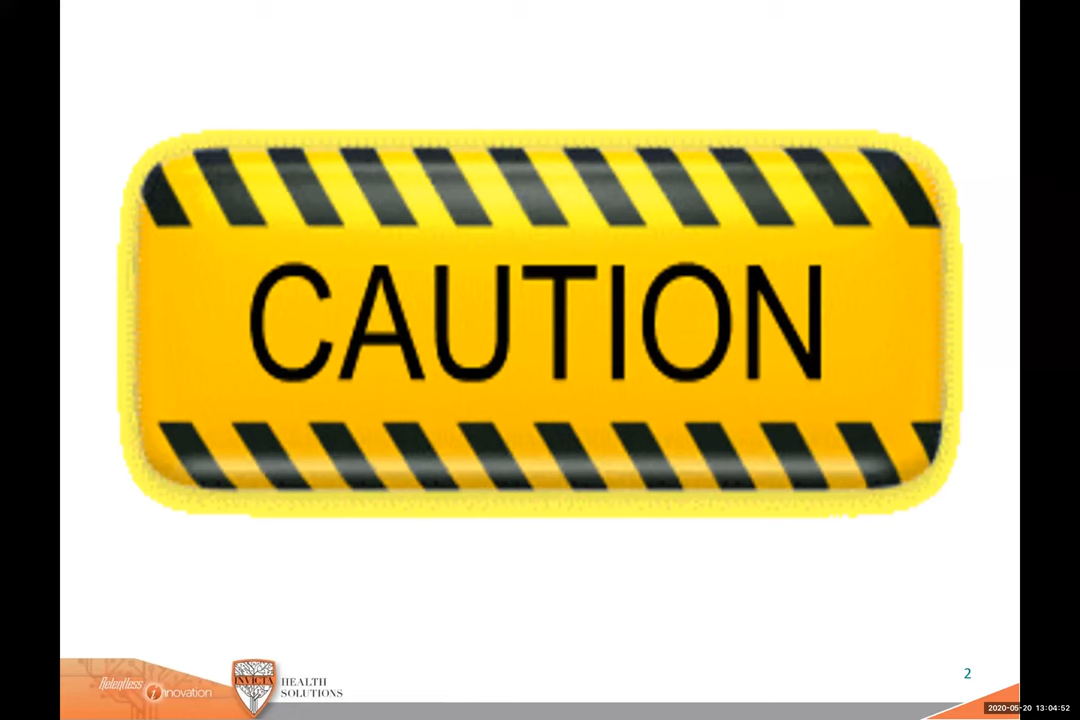 CAUTION
Relentless innovation
INVICTA
HEALTH
SOLUTIONS
2
2020-05-20 13:04:52